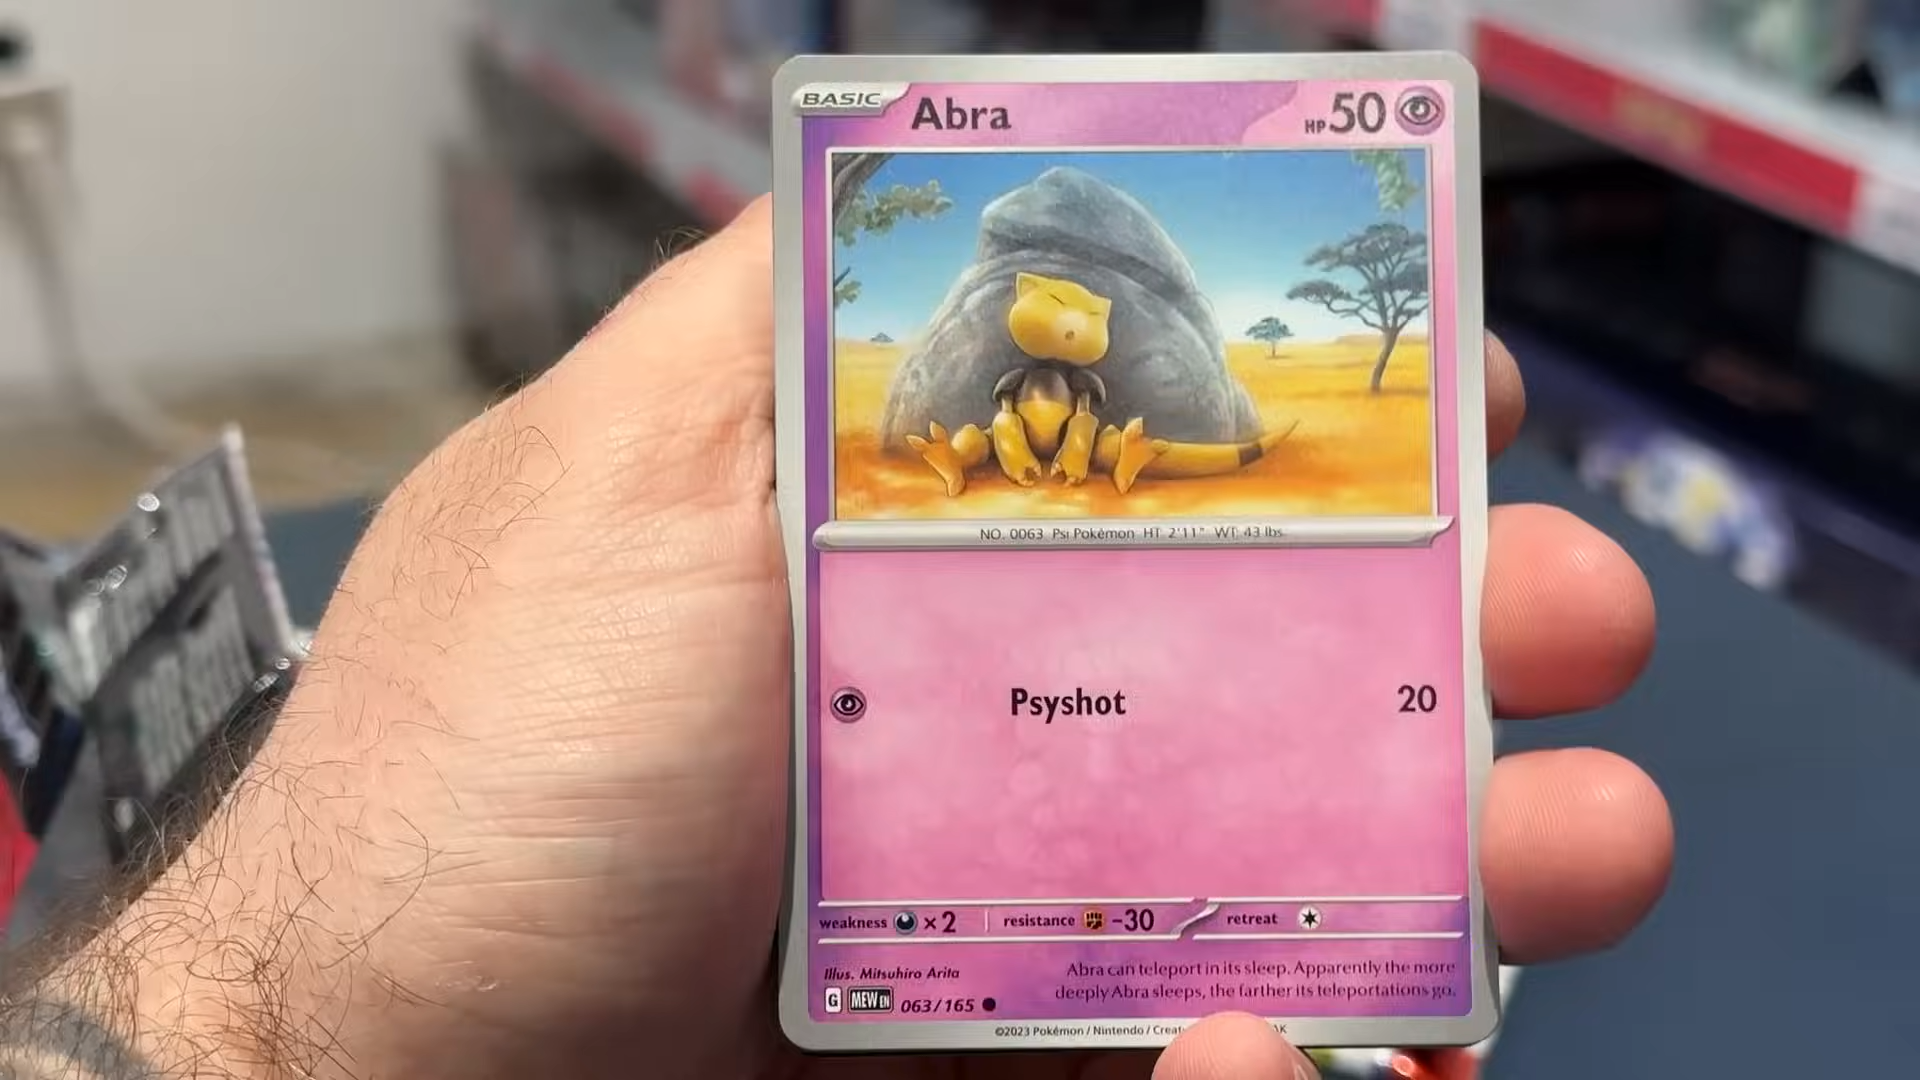 BASIC Abra HP 50
NO. 0063 Psi Pokémon HT: 2'11" WT: 43 lbs.
Psyshot 20
weakness ×2 resistance -30 retreat
Illus. Mitsuhiro Arita
Abra can teleport in its sleep. Apparently the more
deeply Abra sleeps, the farther its teleportations go.
G MEW EN 063/165
©2023 Pokémon / Nintendo /